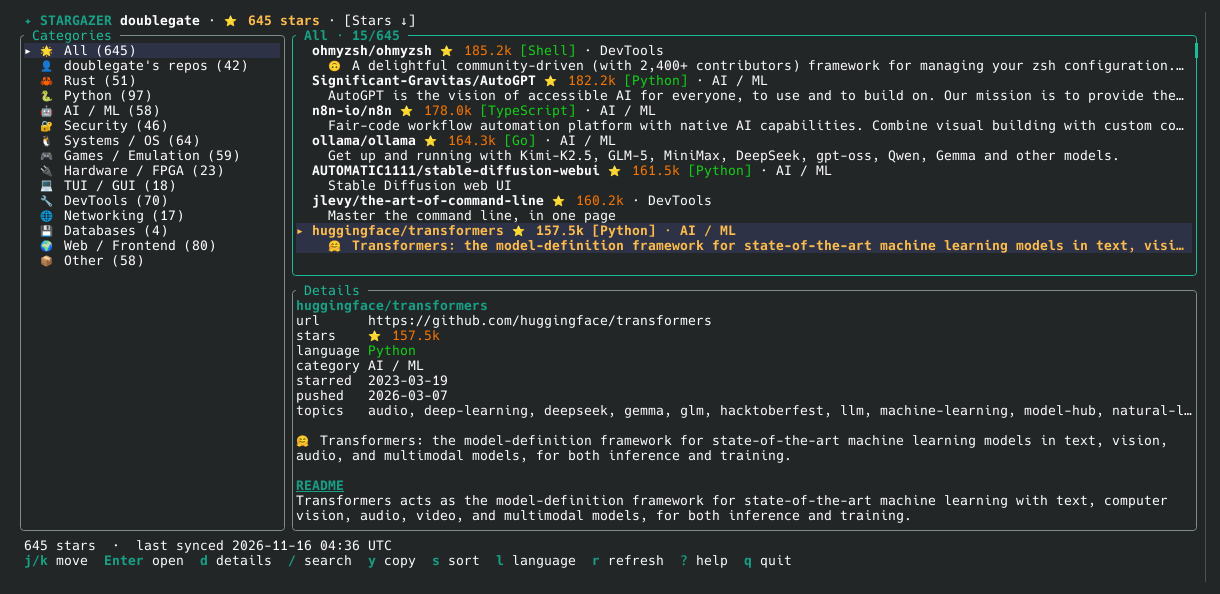 ✦ STARGAZER doublegate · ⭐ 645 stars · [Stars ↓]
Categories
▸ 🌟 All (645)
👤 doublegate's repos (42)
🦀 Rust (51)
🐍 Python (97)
🤖 AI / ML (58)
🔐 Security (46)
🐧 Systems / OS (64)
🎮 Games / Emulation (59)
🔌 Hardware / FPGA (23)
💻 TUI / GUI (18)
🔧 DevTools (70)
🌐 Networking (17)
💾 Databases (4)
🌍 Web / Frontend (80)
📦 Other (58)
All · 15/645
ohmyzsh/ohmyzsh ⭐ 185.2k [Shell] · DevTools
🙃 A delightful community-driven (with 2,400+ contributors) framework for managing your zsh configuration.…
Significant-Gravitas/AutoGPT ⭐ 182.2k [Python] · AI / ML
AutoGPT is the vision of accessible AI for everyone, to use and to build on. Our mission is to provide the…
n8n-io/n8n ⭐ 178.0k [TypeScript] · AI / ML
Fair-code workflow automation platform with native AI capabilities. Combine visual building with custom co…
ollama/ollama ⭐ 164.3k [Go] · AI / ML
Get up and running with Kimi-K2.5, GLM-5, MiniMax, DeepSeek, gpt-oss, Qwen, Gemma and other models.
AUTOMATIC1111/stable-diffusion-webui ⭐ 161.5k [Python] · AI / ML
Stable Diffusion web UI
jlevy/the-art-of-command-line ⭐ 160.2k · DevTools
Master the command line, in one page
▸ huggingface/transformers ⭐ 157.5k [Python] · AI / ML
🤗 Transformers: the model-definition framework for state-of-the-art machine learning models in text, visi…
Details
huggingface/transformers
url https://github.com/huggingface/transformers
stars ⭐ 157.5k
language Python
category AI / ML
starred 2023-03-19
pushed 2026-03-07
topics audio, deep-learning, deepseek, gemma, glm, hacktoberfest, llm, machine-learning, model-hub, natural-l…
🤗 Transformers: the model-definition framework for state-of-the-art machine learning models in text, vision,
audio, and multimodal models, for both inference and training.
README
Transformers acts as the model-definition framework for state-of-the-art machine learning with text, computer
vision, audio, video, and multimodal models, for both inference and training.
645 stars · last synced 2026-11-16 04:36 UTC
j/k move Enter open d details / search y copy s sort l language r refresh ? help q quit